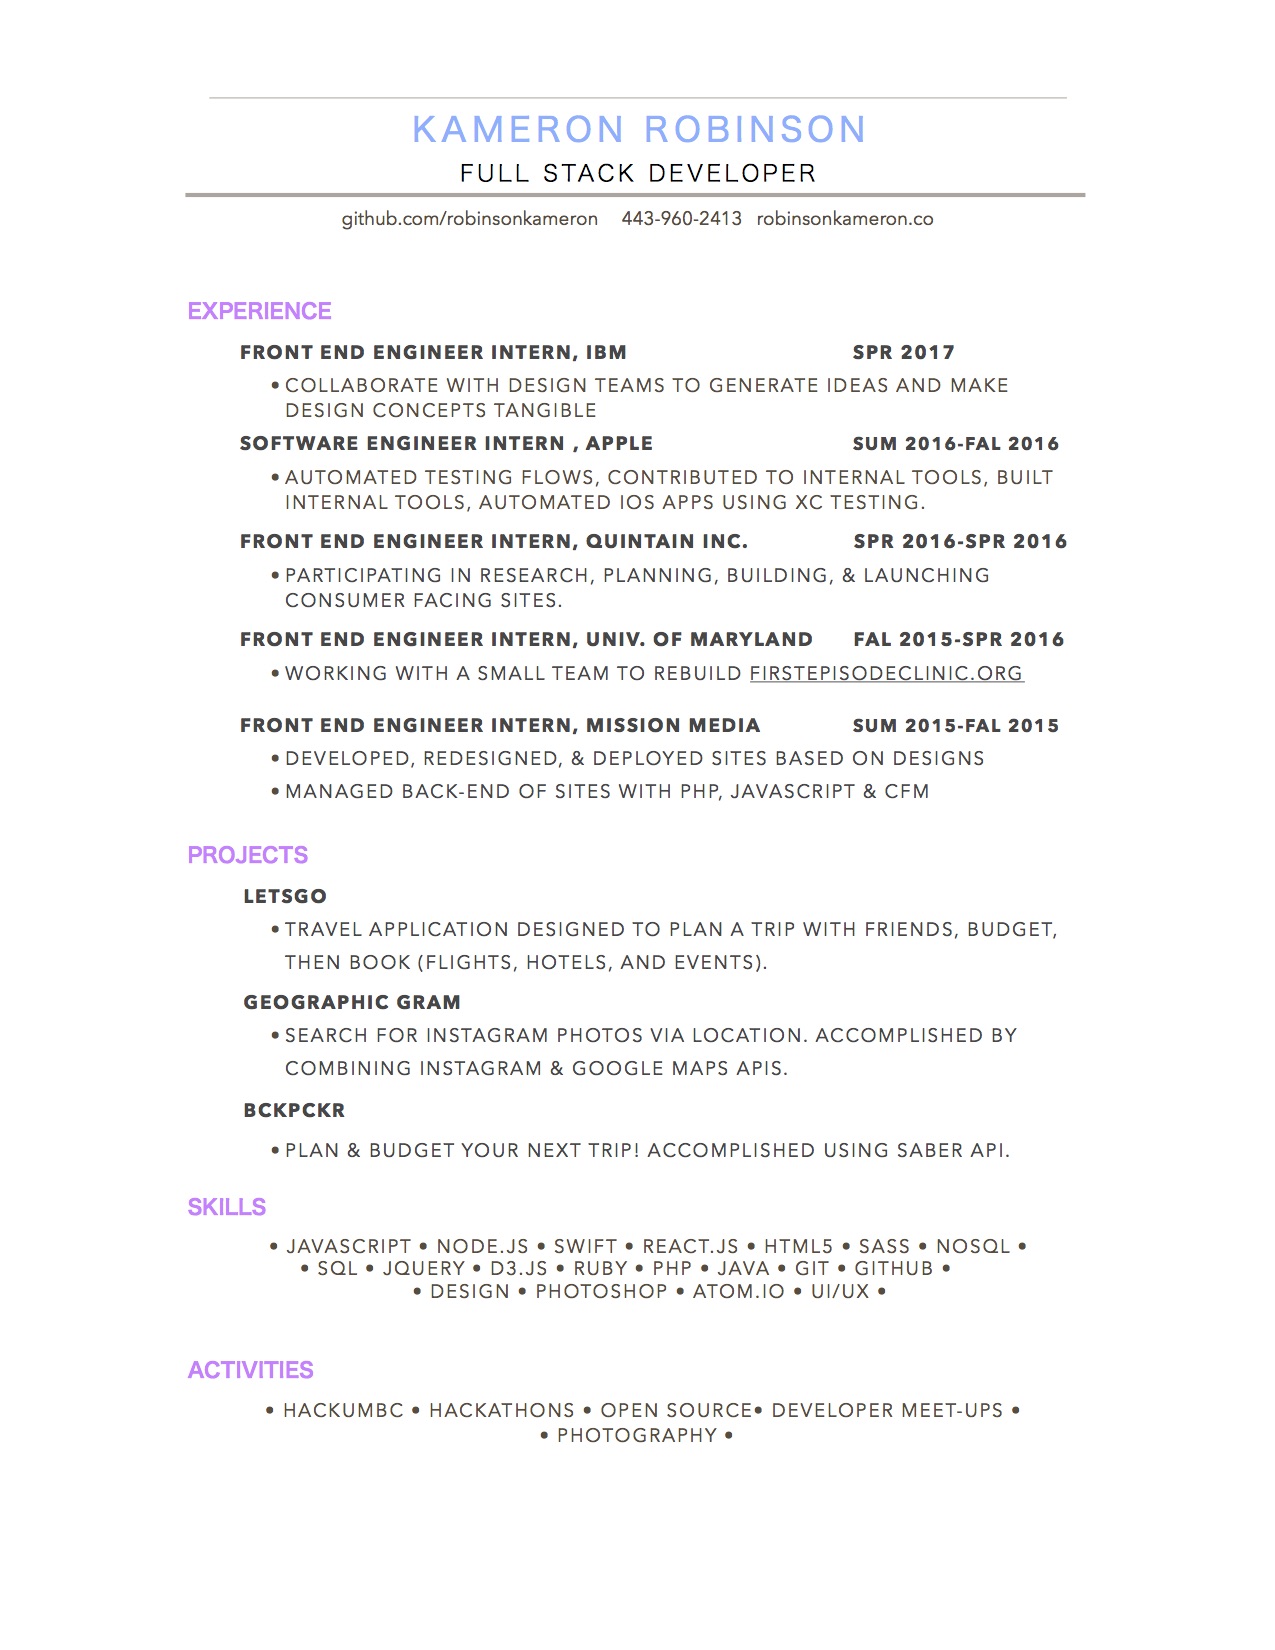 KAMERON ROBINSON
FULL STACK DEVELOPER
github.com/robinsonkameron 443-960-2413 robinsonkameron.co
EXPERIENCE
FRONT END ENGINEER INTERN, IBM SPR 2017
• COLLABORATE WITH DESIGN TEAMS TO GENERATE IDEAS AND MAKE
DESIGN CONCEPTS TANGIBLE
SOFTWARE ENGINEER INTERN , APPLE SUM 2016-FAL 2016
• AUTOMATED TESTING FLOWS, CONTRIBUTED TO INTERNAL TOOLS, BUILT
INTERNAL TOOLS, AUTOMATED IOS APPS USING XC TESTING.
FRONT END ENGINEER INTERN, QUINTAIN INC. SPR 2016-SPR 2016
• PARTICIPATING IN RESEARCH, PLANNING, BUILDING, & LAUNCHING
CONSUMER FACING SITES.
FRONT END ENGINEER INTERN, UNIV. OF MARYLAND FAL 2015-SPR 2016
• WORKING WITH A SMALL TEAM TO REBUILD FIRSTEPISODECLINIC.ORG
FRONT END ENGINEER INTERN, MISSION MEDIA SUM 2015-FAL 2015
• DEVELOPED, REDESIGNED, & DEPLOYED SITES BASED ON DESIGNS
• MANAGED BACK-END OF SITES WITH PHP, JAVASCRIPT & CFM
PROJECTS
LETSGO
• TRAVEL APPLICATION DESIGNED TO PLAN A TRIP WITH FRIENDS, BUDGET,
THEN BOOK (FLIGHTS, HOTELS, AND EVENTS).
GEOGRAPHIC GRAM
• SEARCH FOR INSTAGRAM PHOTOS VIA LOCATION. ACCOMPLISHED BY
COMBINING INSTAGRAM & GOOGLE MAPS APIS.
BCKPCKR
• PLAN & BUDGET YOUR NEXT TRIP! ACCOMPLISHED USING SABER API.
SKILLS
• JAVASCRIPT • NODE.JS • SWIFT • REACT.JS • HTML5 • SASS • NOSQL •
• SQL • JQUERY • D3.JS • RUBY • PHP • JAVA • GIT • GITHUB •
• DESIGN • PHOTOSHOP • ATOM.IO • UI/UX •
ACTIVITIES
• HACKUMBC • HACKATHONS • OPEN SOURCE• DEVELOPER MEET-UPS •
• PHOTOGRAPHY •